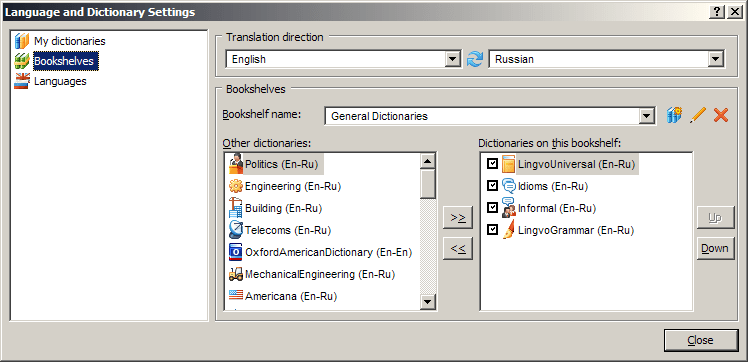 Language and Dictionary Settings
My dictionaries
Bookshelves
Languages
Translation direction
English
Russian
Bookshelves
Bookshelf name:
General Dictionaries
Other dictionaries:
Politics (En-Ru)
Engineering (En-Ru)
Building (En-Ru)
Telecoms (En-Ru)
OxfordAmericanDictionary (En-En)
MechanicalEngineering (En-Ru)
Americana (En-Ru)
>>
<<
Dictionaries on this bookshelf:
LingvoUniversal (En-Ru)
Idioms (En-Ru)
Informal (En-Ru)
LingvoGrammar (En-Ru)
Up
Down
Close